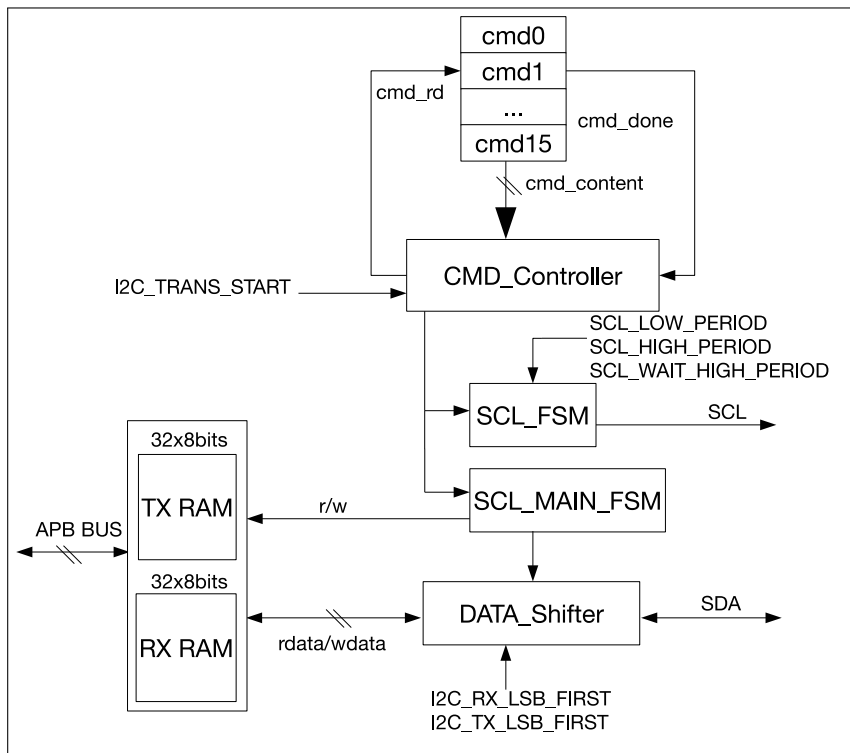 cmd0
cmd1
cmd_rd
...
cmd_done
cmd15
cmd_content
CMD_Controller
I2C_TRANS_START
SCL_LOW_PERIOD
SCL_HIGH_PERIOD
SCL_WAIT_HIGH_PERIOD
SCL_FSM
SCL
32x8bits
TX RAM
SCL_MAIN_FSM
r/w
APB BUS
32x8bits
RX RAM
rdata/wdata
DATA_Shifter
SDA
I2C_RX_LSB_FIRST
I2C_TX_LSB_FIRST